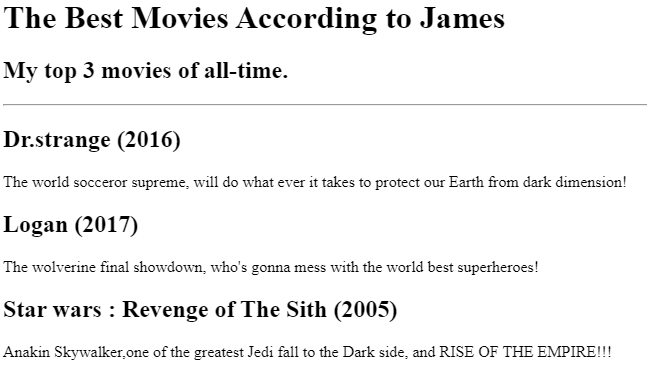 The Best Movies According to James
My top 3 movies of all-time.
Dr.strange (2016)
The world socceror supreme, will do what ever it takes to protect our Earth from dark dimension!
Logan (2017)
The wolverine final showdown, who's gonna mess with the world best superheroes!
Star wars : Revenge of The Sith (2005)
Anakin Skywalker,one of the greatest Jedi fall to the Dark side, and RISE OF THE EMPIRE!!!